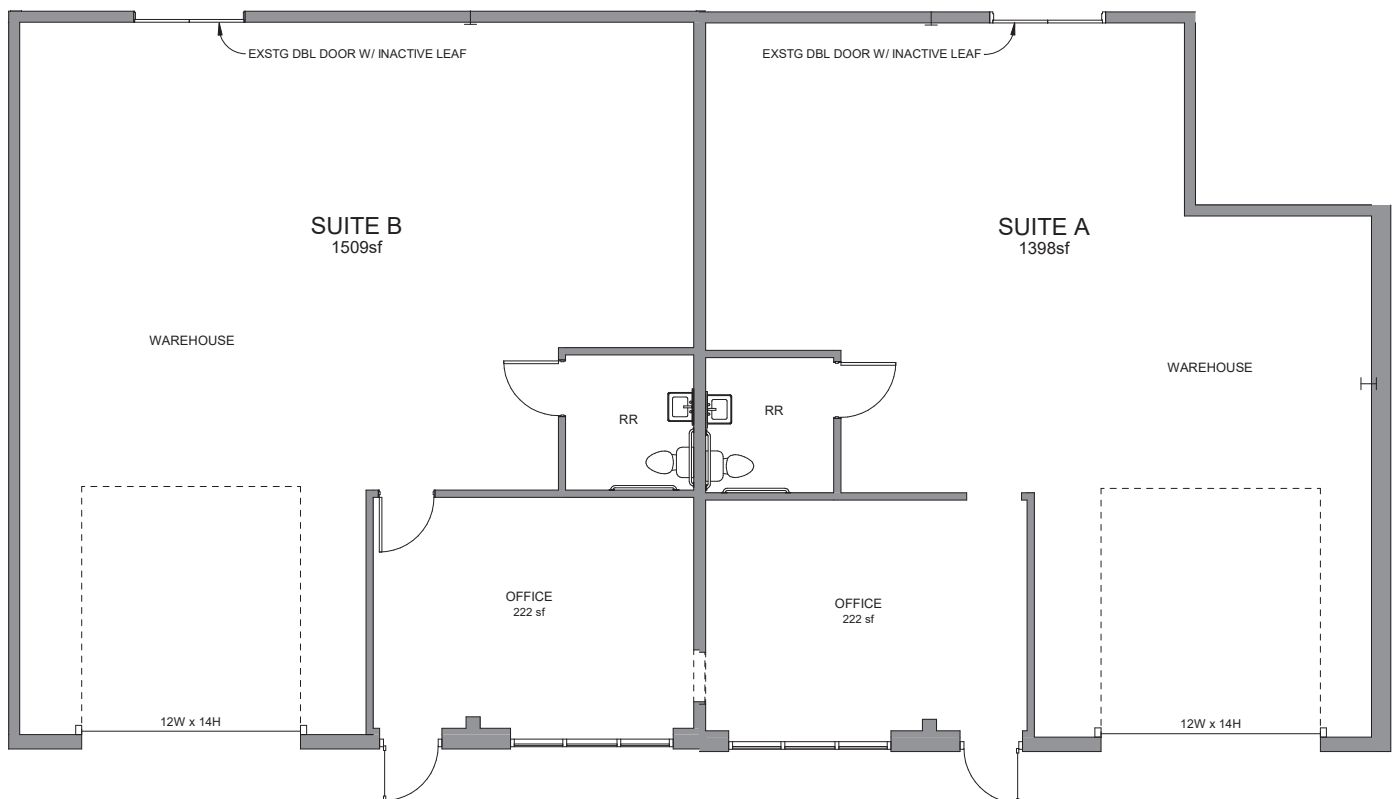 EXSTG DBL DOOR W/ INACTIVE LEAF
EXSTG DBL DOOR W/ INACTIVE LEAF
SUITE B
1509sf
SUITE A
1398sf
WAREHOUSE
WAREHOUSE
RR
RR
OFFICE
222 sf
OFFICE
222 sf
12W x 14H
12W x 14H